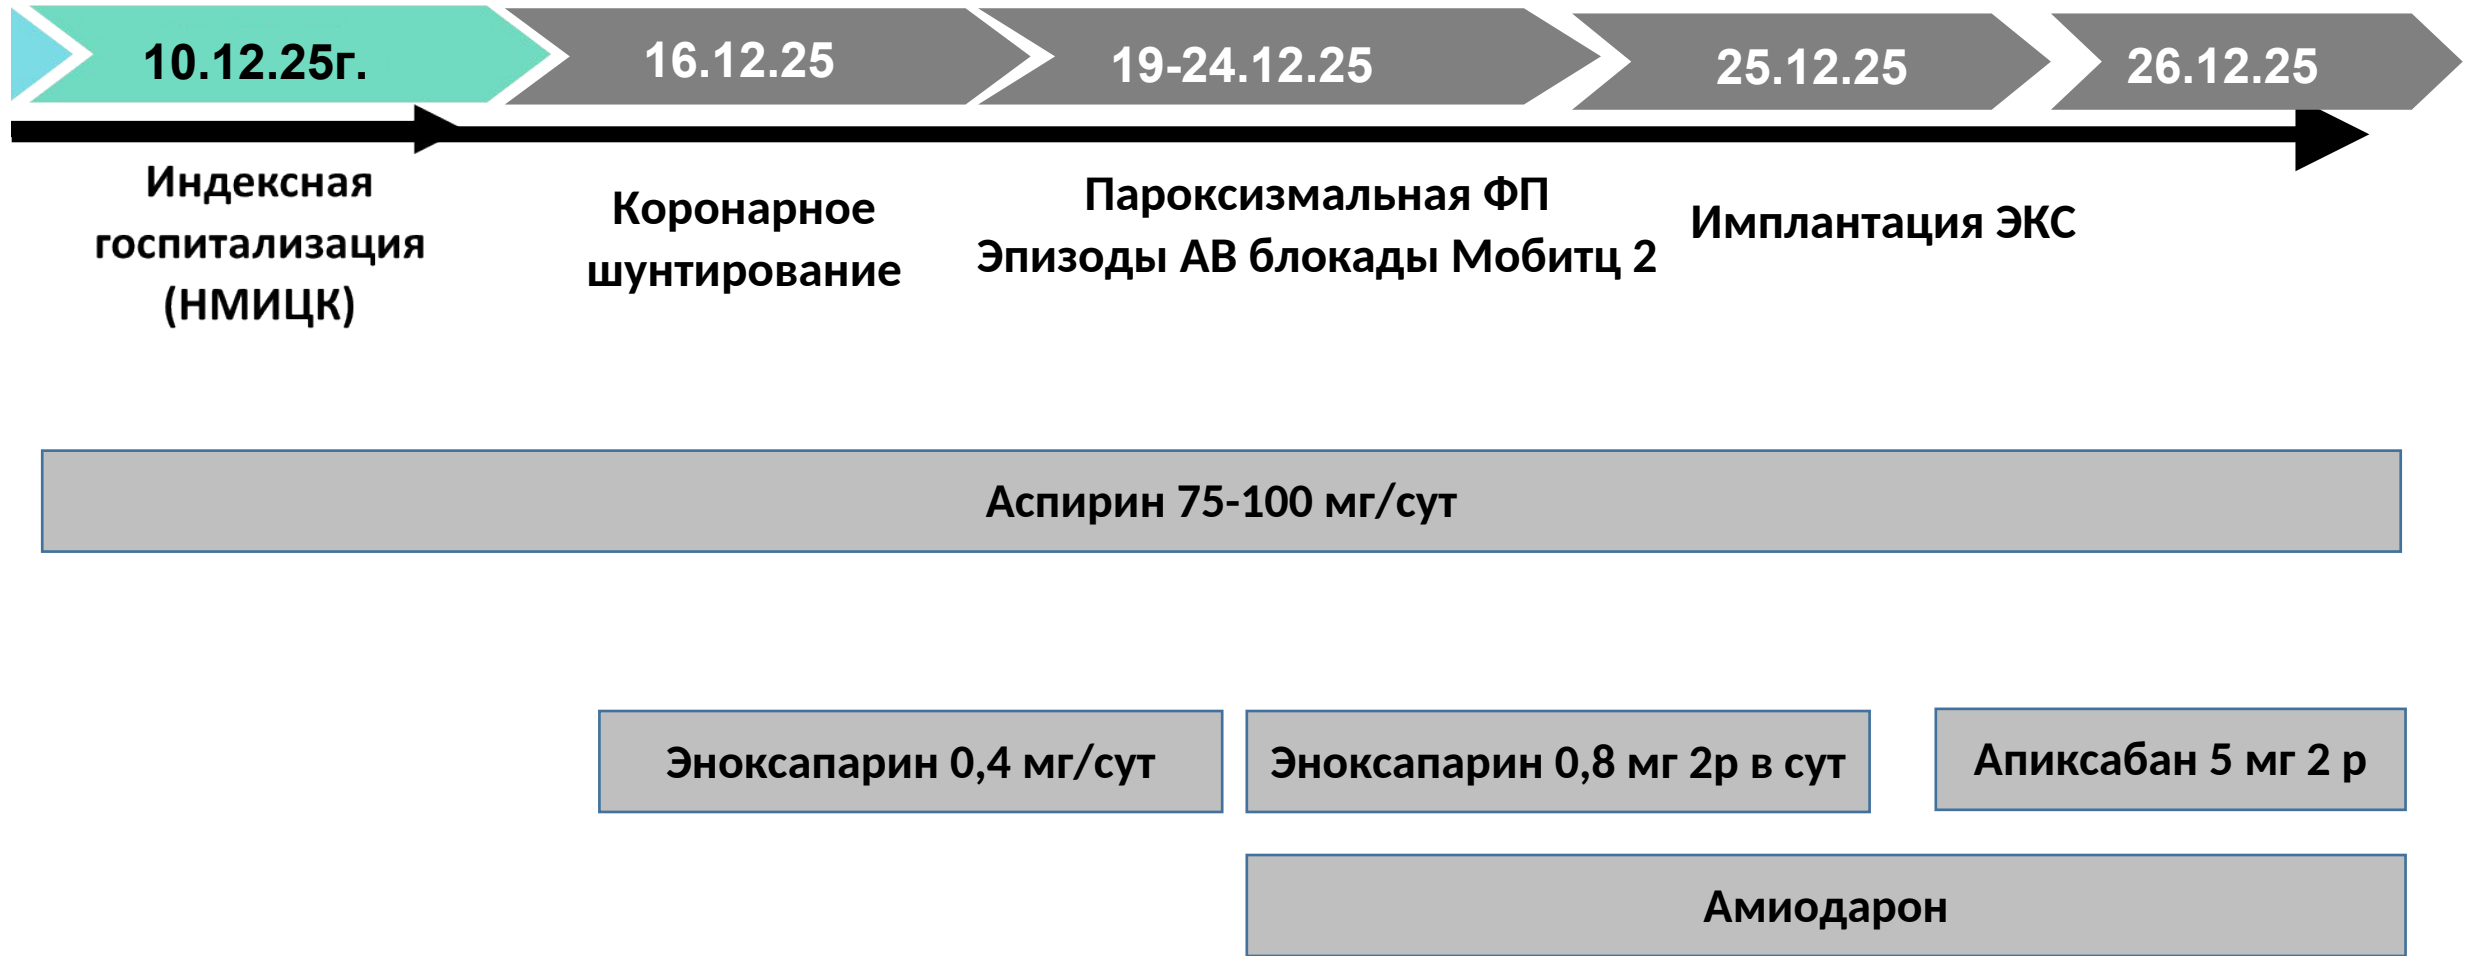 10.12.25г.
16.12.25
19-24.12.25
25.12.25
26.12.25
Индексная
госпитализация
(НМИЦК)
Коронарное
шунтирование
Пароксизмальная ФП
Эпизоды АВ блокады Мобитц 2
Имплантация ЭКС
Аспирин 75-100 мг/сут
Эноксапарин 0,4 мг/сут
Эноксапарин 0,8 мг 2р в сут
Апиксабан 5 мг 2 р
Амиодарон